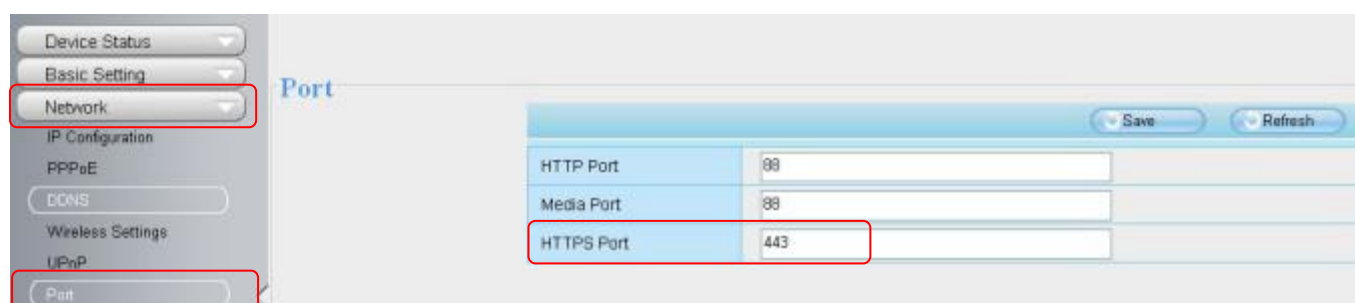 Device Status
Basic Setting
Network
IP Configuration
PPPoE
DDNS
Wireless Settings
UPnP
Port
Port
Save Refresh
HTTP Port 88
Media Port 88
HTTPS Port 443